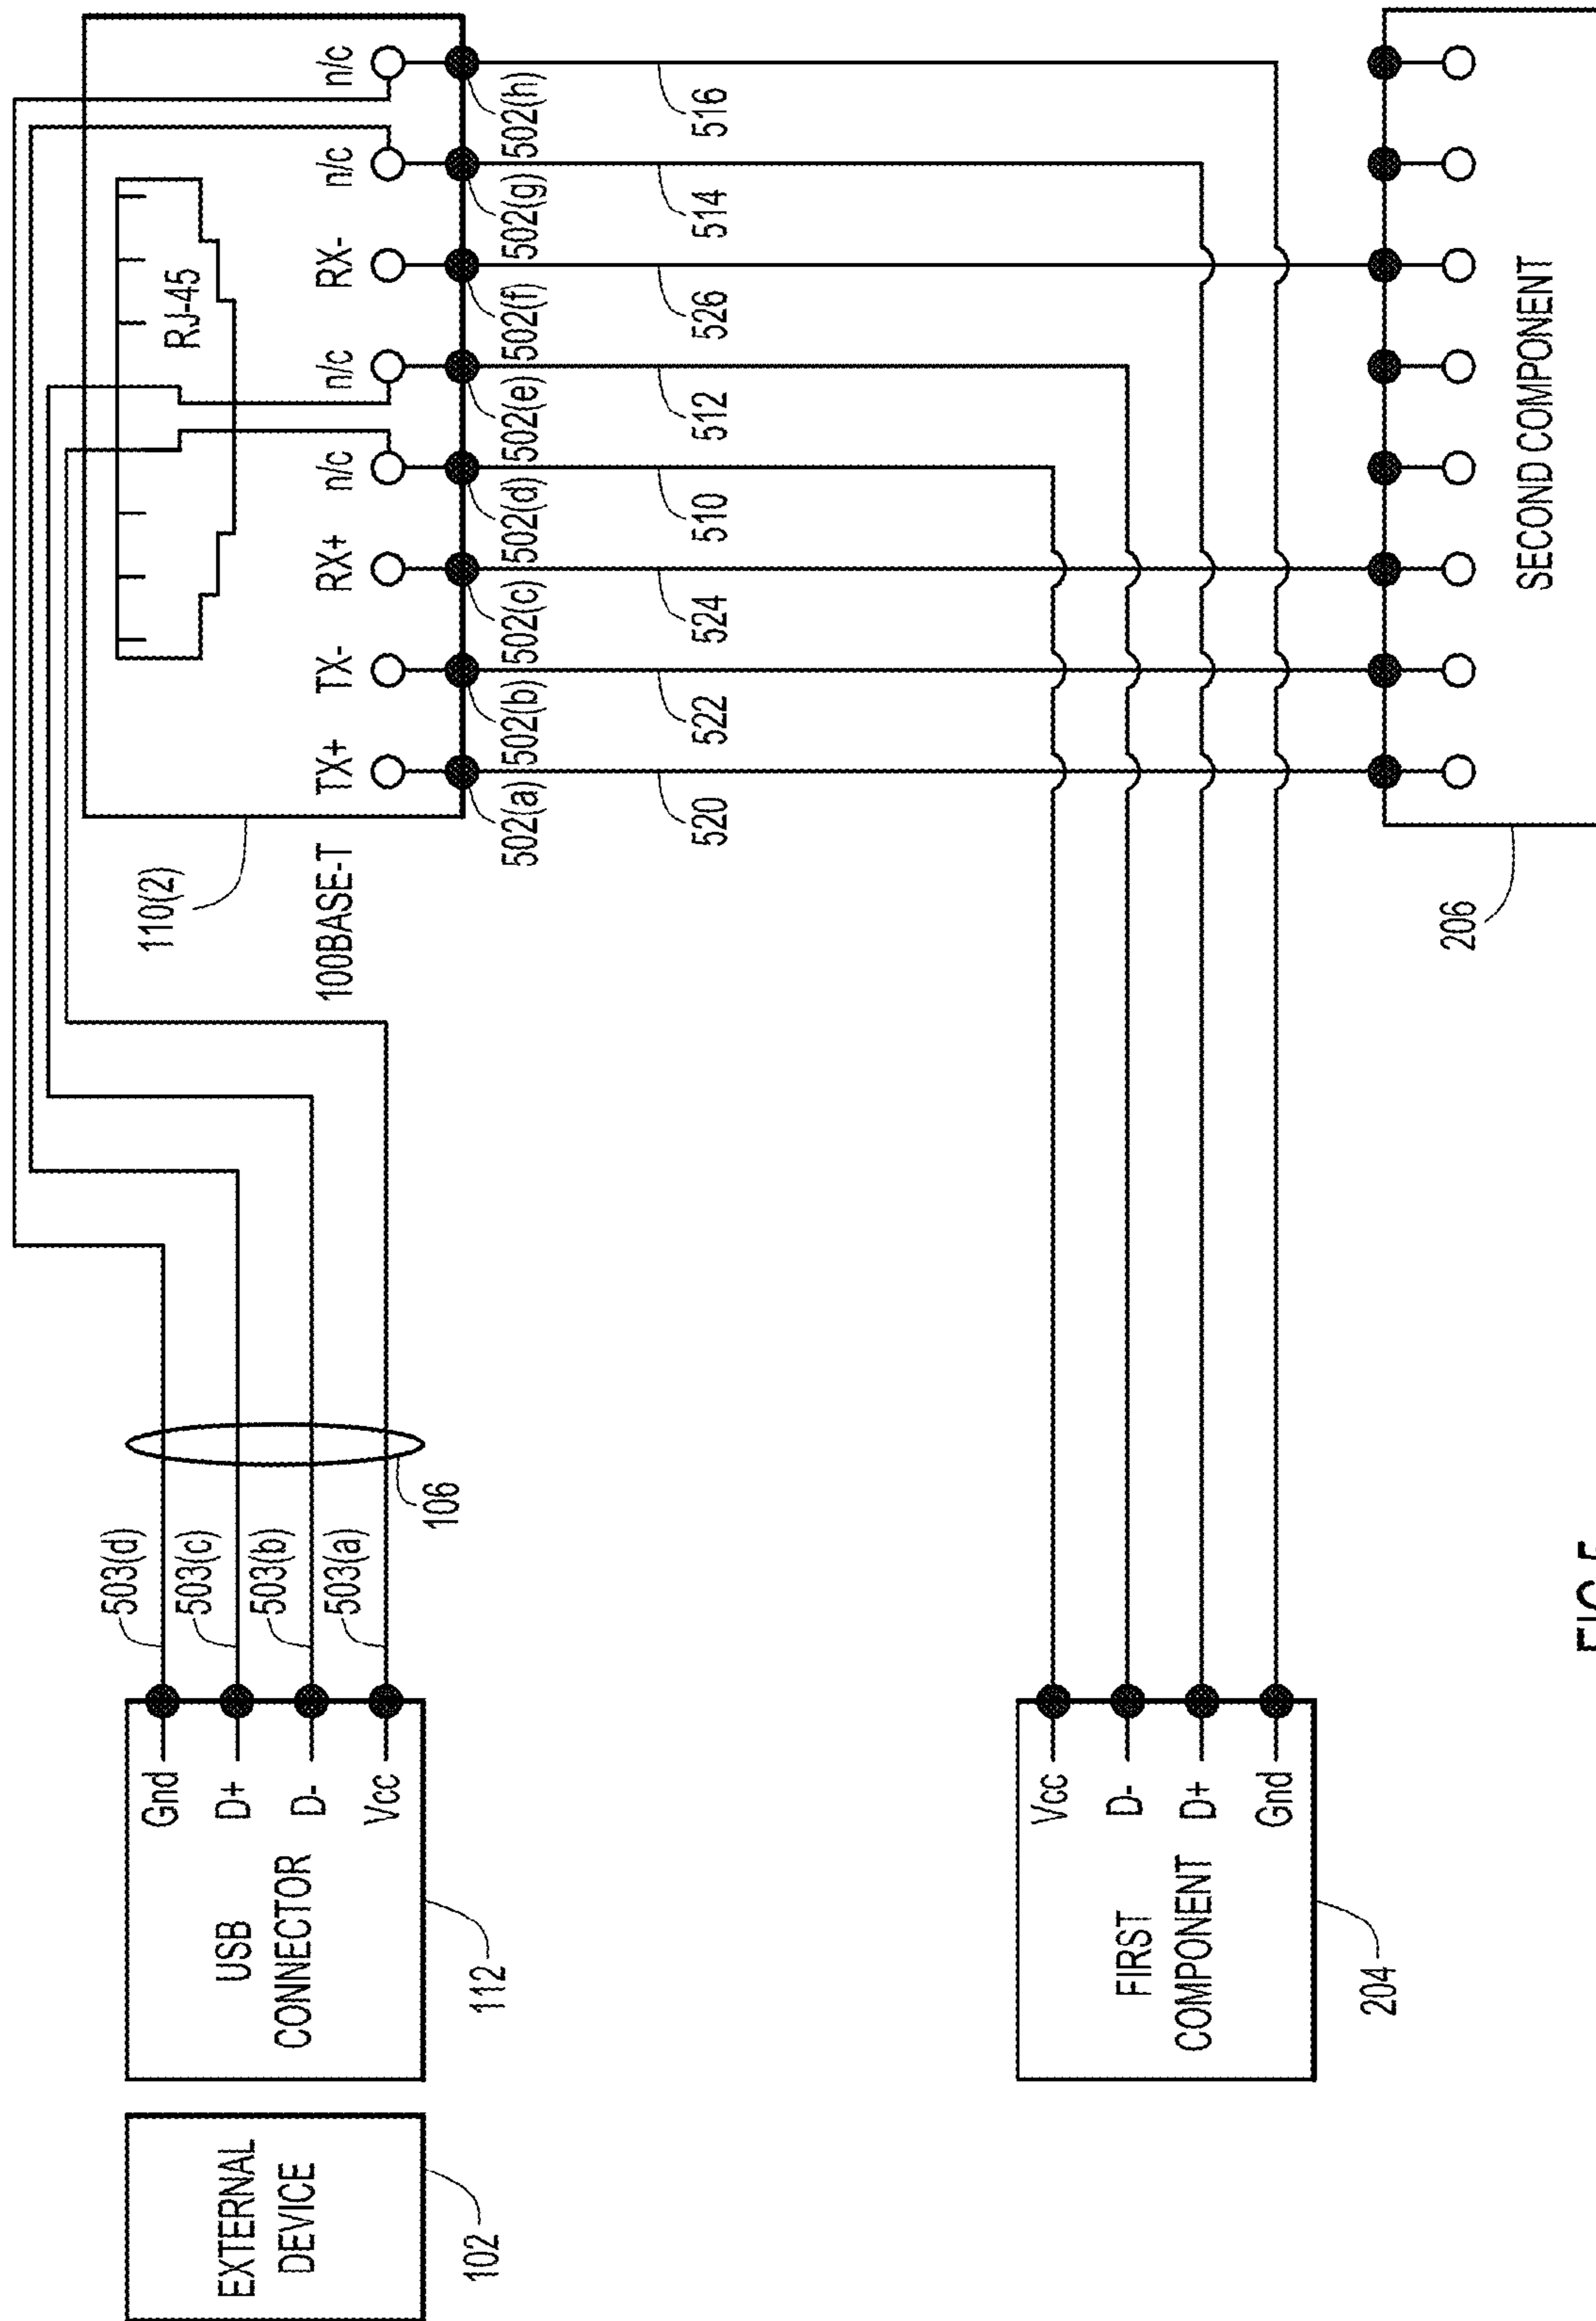 EXTERNAL
DEVICE
102
USB
CONNECTOR
112
Gnd
D+
D-
Vcc
503(d)
503(c)
503(b)
503(a)
106
110(2)
100BASE-T
RJ-45
TX+
TX-
RX+
n/c
n/c
RX-
n/c
n/c
502(a)
502(b)
502(c)
502(d)
502(e)
502(f)
502(g)
502(h)
520
522
524
510
512
526
514
516
FIRST
COMPONENT
204
Vcc
D-
D+
Gnd
206
SECOND COMPONENT
FIG.5